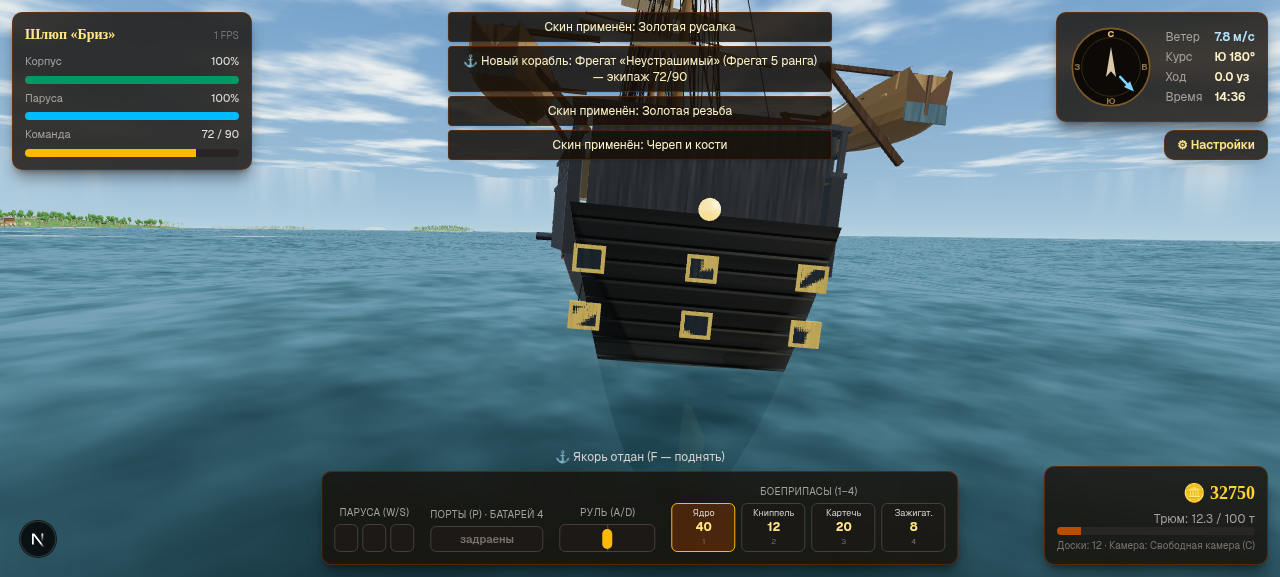 Шлюп «Бриз»
1 FPS
Корпус 100%
Паруса 100%
Команда 72 / 90
Скин применён: Золотая русалка
⚓ Новый корабль: Фрегат «Неустрашимый» (Фрегат 5 ранга)
— экипаж 72/90
Скин применён: Золотая резьба
Скин применён: Череп и кости
С
З
В
Ю
Ветер 7.8 м/с
Курс Ю 180°
Ход 0.0 уз
Время 14:36
⚙ Настройки
⚓ Якорь отдан (F — поднять)
ПАРУСА (W/S)
ПОРТЫ (P) · БАТАРЕЙ 4
задраены
РУЛЬ (A/D)
БОЕПРИПАСЫ (1–4)
Ядро
40
1
Книппель
12
2
Картечь
20
3
Зажигат.
8
4
🪙 32750
Трюм: 12.3 / 100 т
Доски: 12 · Камера: Свободная камера (C)
N